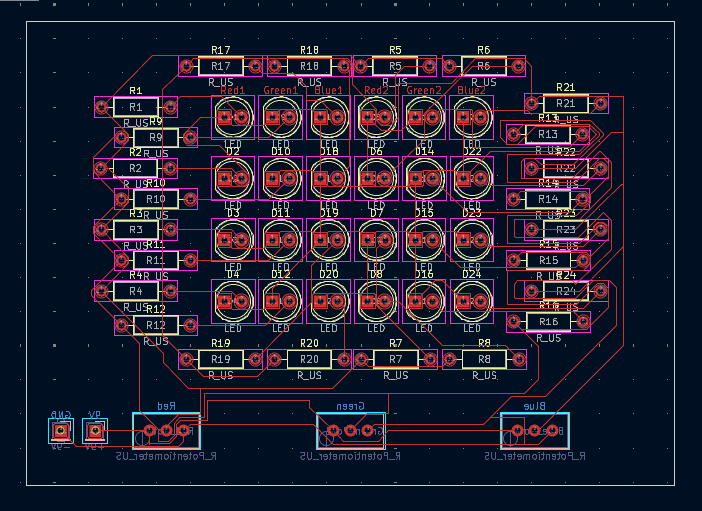 R17 R18 R5 R6
R17 R18 R5 R6
R_US R_US R_US R_US
Red1 Green1 Blue1 Red2 Green2 Blue2
R1 R21
R1 R21
R_US R_US
R9 R13
R9 R13
LED LED LED LED LED LED
R_US R_US
R2 D2 D10 D18 D6 D14 D22 R22
R2 R22
R_US
R10 R14
R10 R14
LED LED LED LED LED LED
R_US R_US
R3 D3 D11 D19 D7 D15 D23 R23
R3 R23
R_US
R11 R15
R11 R15
LED LED LED LED LED LED
R_US R_US
R4 D4 D12 D20 D8 D16 D24 R24
R4 R24
R_US
R12 R16
R12 R16
LED LED LED LED LED LED
R_US R_US
R19 R20 R7 R8
R19 R20 R7 R8
R_US R_US R_US R_US
GND 9V Red Green Blue
R_Potentiometer_US R_Potentiometer_US R_Potentiometer_US